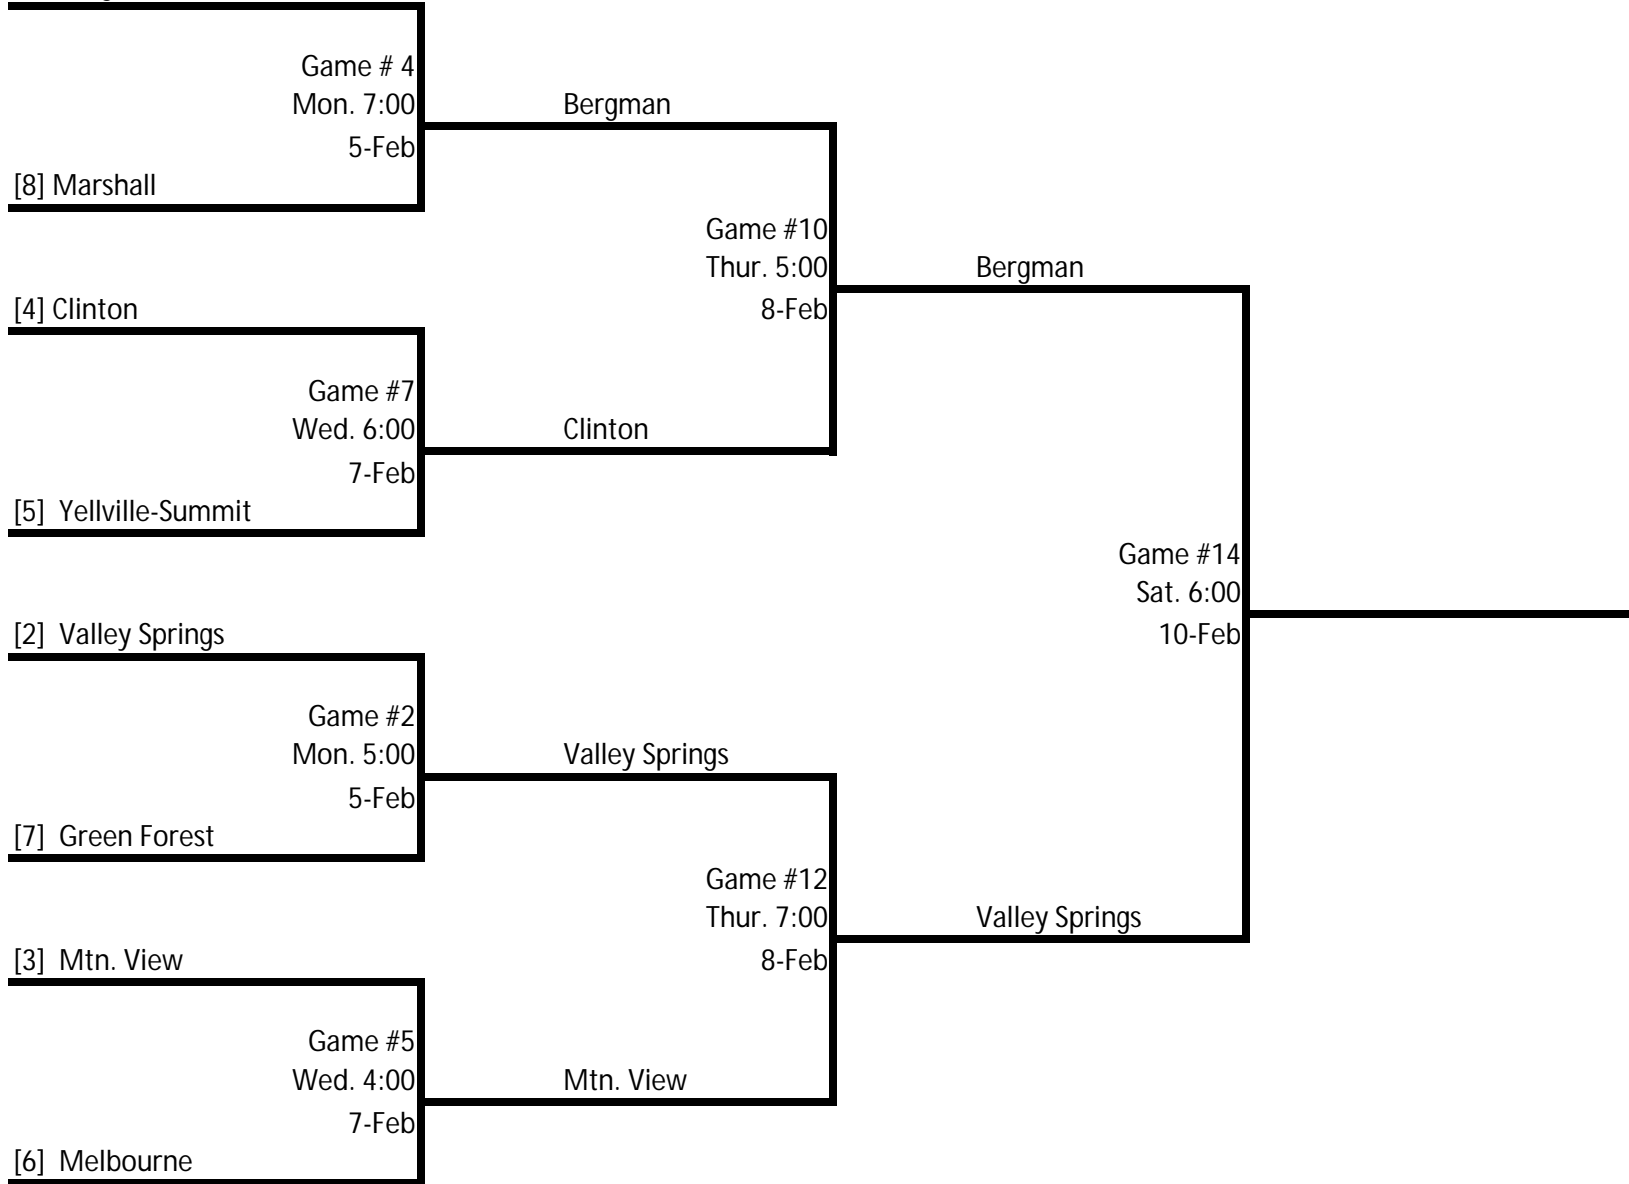 Game # 4
Mon. 7:00
Bergman
5-Feb
[8] Marshall
Game #10
Thur. 5:00
Bergman
[4] Clinton
8-Feb
Game #7
Wed. 6:00
Clinton
7-Feb
[5] Yellville-Summit
Game #14
Sat. 6:00
[2] Valley Springs
10-Feb
Game #2
Mon. 5:00
Valley Springs
5-Feb
[7] Green Forest
Game #12
Thur. 7:00
Valley Springs
[3] Mtn. View
8-Feb
Game #5
Wed. 4:00
Mtn. View
7-Feb
[6] Melbourne